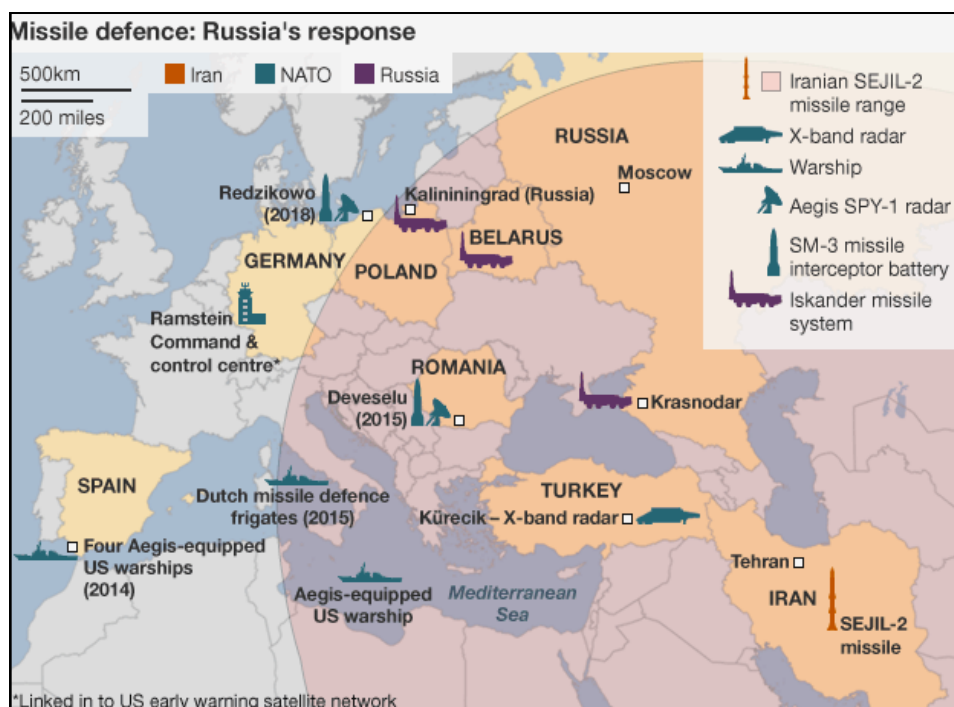 Missile defence: Russia's response
500km
200 miles
Iran
NATO
Russia
Iranian SEJIL-2
missile range
X-band radar
Warship
Aegis SPY-1 radar
SM-3 missile
interceptor battery
Iskander missile
system
RUSSIA
Moscow
Redzikowo
(2018)
Kalininingrad (Russia)
BELARUS
GERMANY
POLAND
Ramstein
Command &
control centre*
ROMANIA
Deveselu
(2015)
Krasnodar
SPAIN
Dutch missile defence
frigates (2015)
TURKEY
Kürecik – X-band radar
Four Aegis-equipped
US warships
(2014)
Aegis-equipped
US warship
Mediterranean
Sea
Tehran
IRAN
SEJIL-2
missile
*Linked in to US early warning satellite network